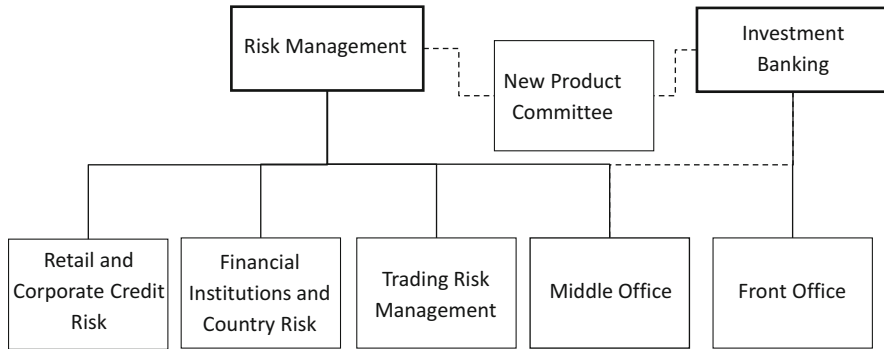 Risk Management
New Product
Committee
Investment
Banking
Retail and
Corporate Credit
Risk
Financial
Institutions and
Country Risk
Trading Risk
Management
Middle Office
Front Office